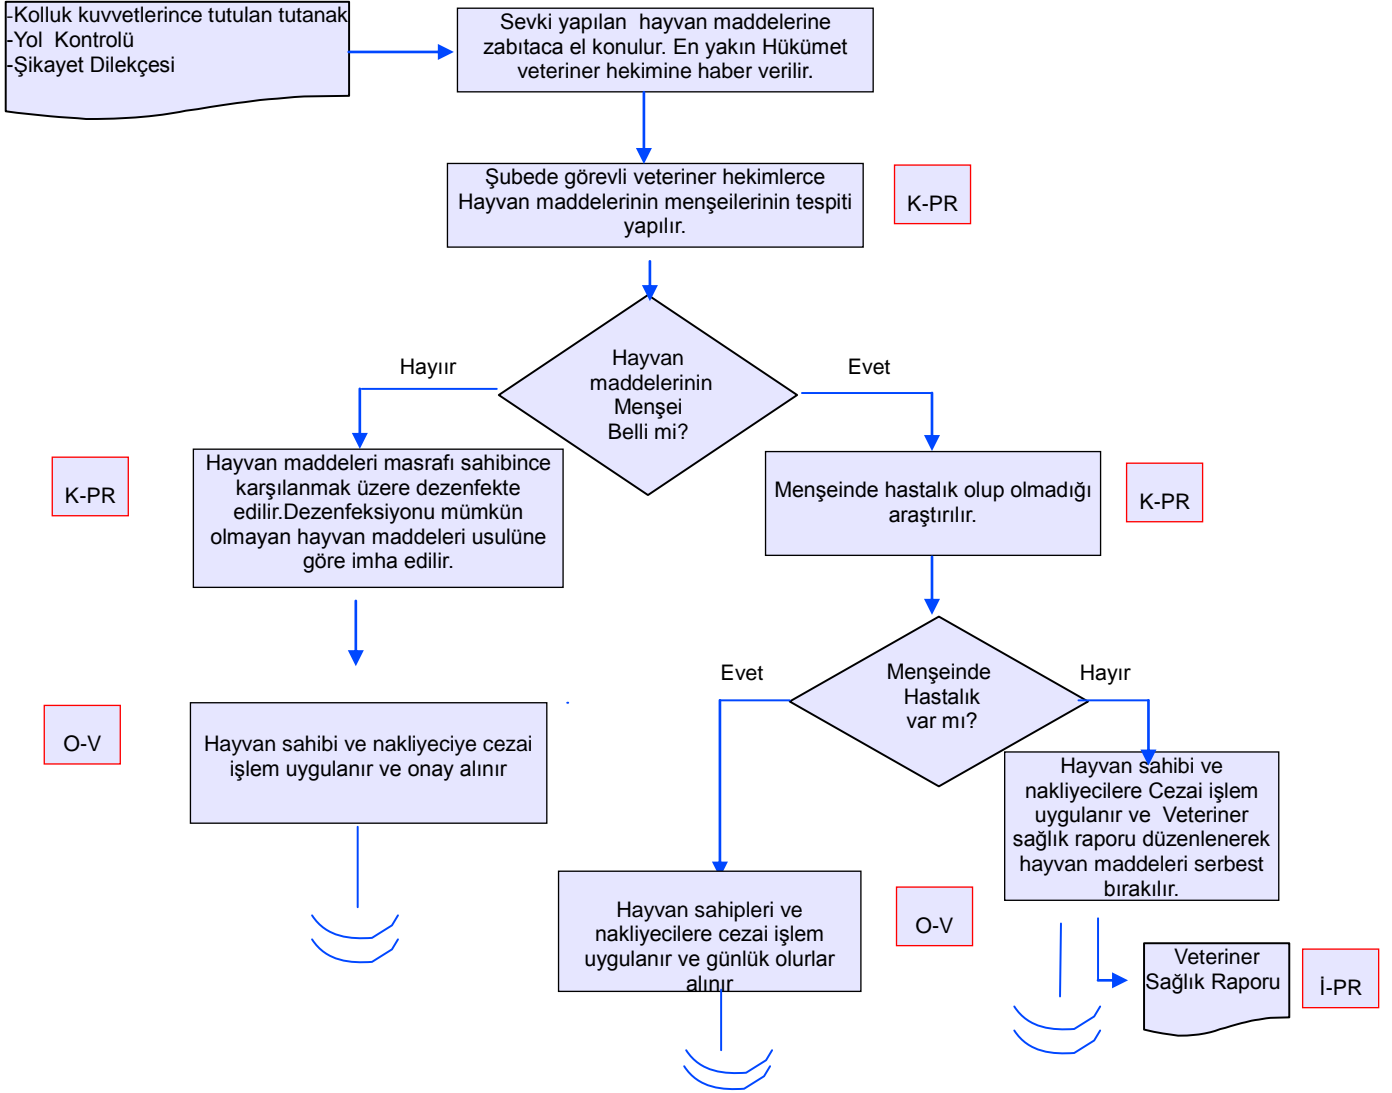 -Kolluk kuvvetlerince tutulan tutanak
-Yol Kontrolü
-Şikayet Dilekçesi
Sevki yapılan hayvan maddelerine
zabıtaca el konulur. En yakın Hükümet
veteriner hekimine haber verilir.
Şubede görevli veteriner hekimlerce
Hayvan maddelerinin menşeilerinin tespiti
yapılır.
K-PR
Hayvan
maddelerinin
Menşei
Belli mi?
Hayıır
Evet
K-PR
Hayvan maddeleri masrafı sahibince
karşılanmak üzere dezenfekte
edilir.Dezenfeksiyonu mümkün
olmayan hayvan maddeleri usulüne
göre imha edilir.
Menşeinde hastalık olup olmadığı
araştırılır.
K-PR
Evet
Menşeinde
Hastalık
var mı?
Hayır
O-V
Hayvan sahibi ve nakliyeciye cezai
işlem uygulanır ve onay alınır
Hayvan sahibi ve
nakliyecilere Cezai işlem
uygulanır ve Veteriner
sağlık raporu düzenlenerek
hayvan maddeleri serbest
bırakılır.
Hayvan sahipleri ve
nakliyecilere cezai işlem
uygulanır ve günlük olurlar
alınır
O-V
Veteriner
Sağlık Raporu
İ-PR